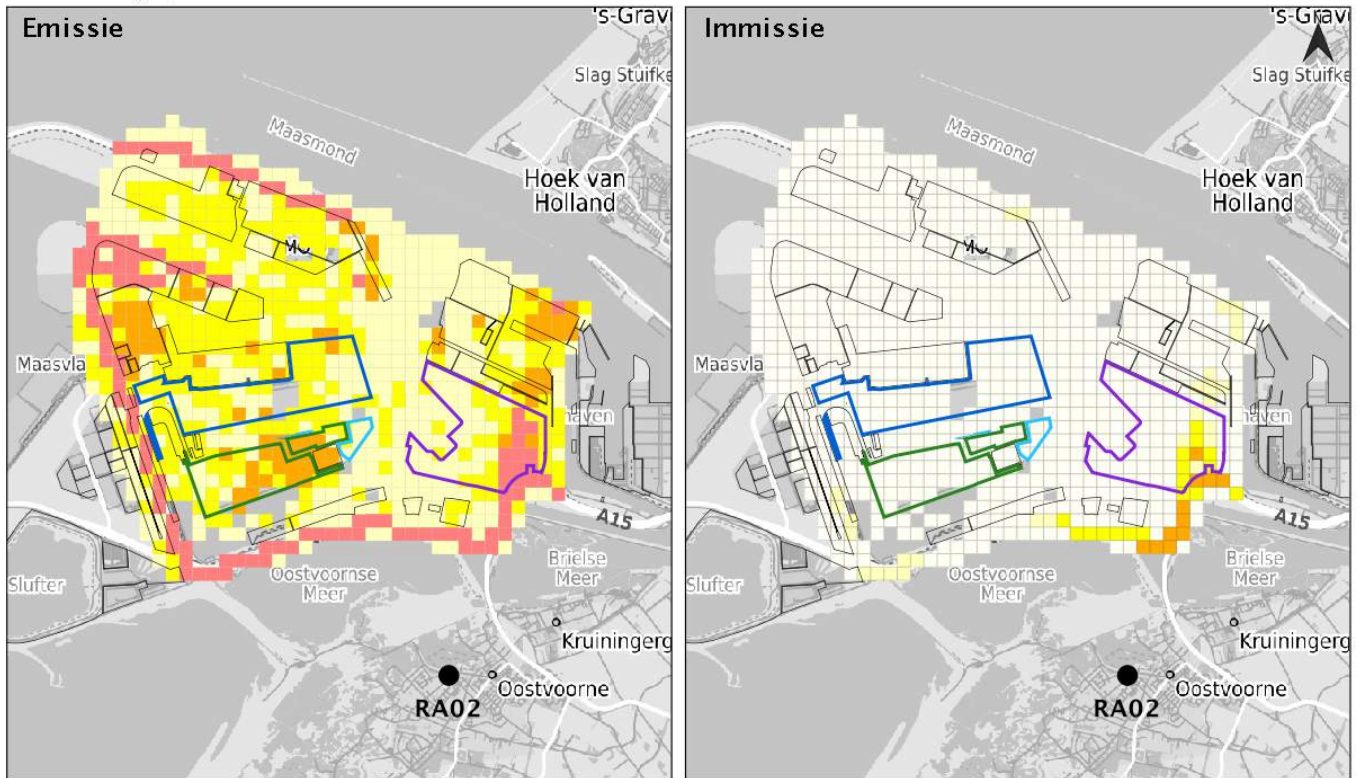 Emissie
's-Grav
Slag Stuifke
Maasmond
Hoek van
Holland
Maasvla
haven
A15
Slufter
Oostvoornse
Meer
Brielse
Meer
Kruiningerg
Oostvoorne
RA02
Immissie
's-Grav
Slag Stuifke
Maasmond
Hoek van
Holland
Maasvla
haven
A15
Slufter
Oostvoornse
Meer
Brielse
Meer
Kruiningerg
Oostvoorne
RA02